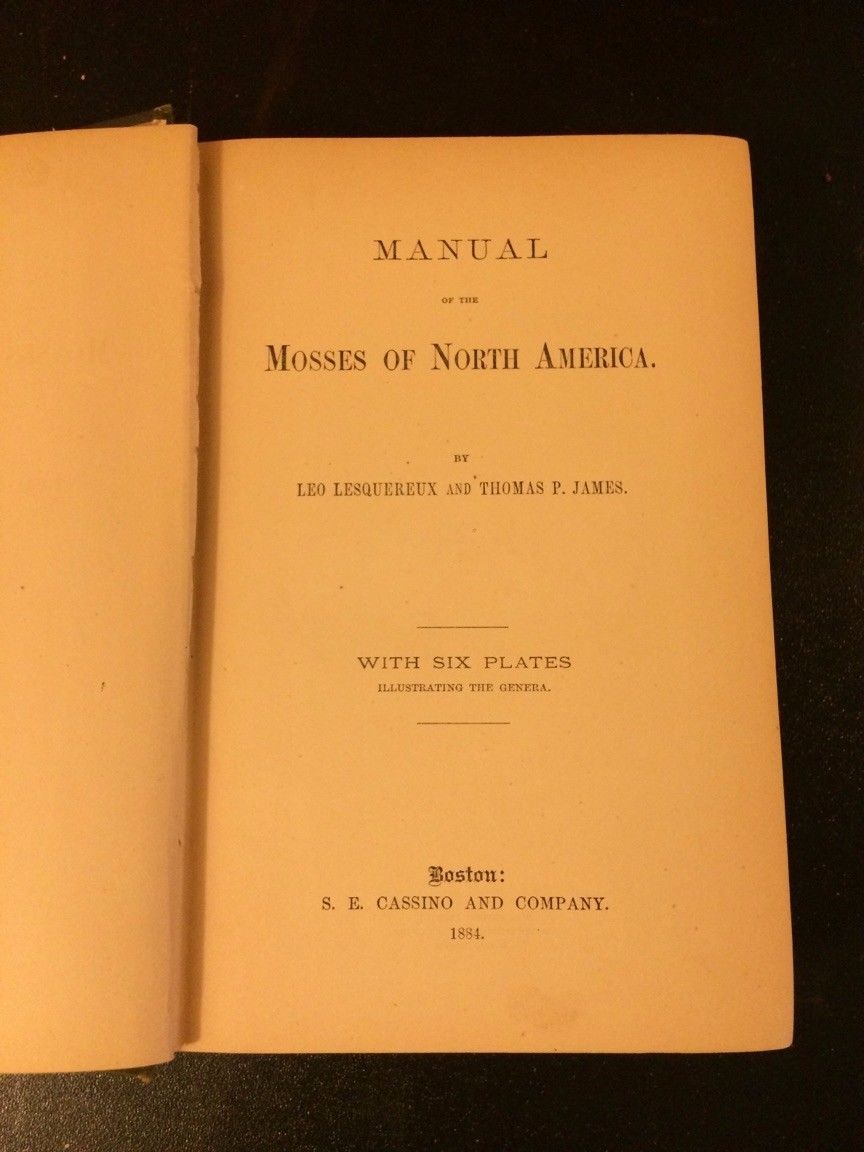 MANUAL
OF THE
MOSSES OF NORTH AMERICA.
BY
LEO LESQUEREUX AND THOMAS P. JAMES.
WITH SIX PLATES
ILLUSTRATING THE GENERA.
Boston:
S. E. CASSINO AND COMPANY.
1884.